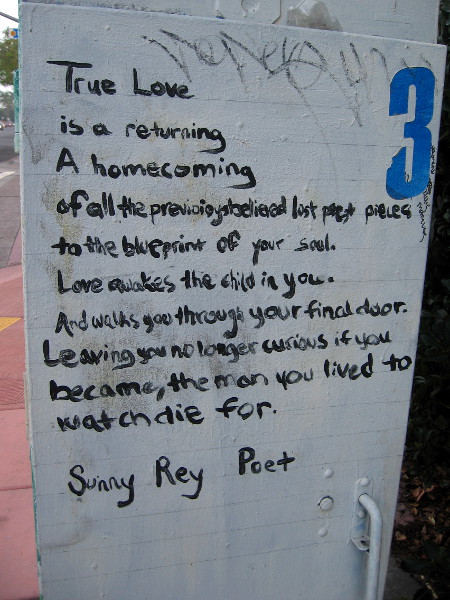 True Love
is a returning
A homecoming
of all the previously believed lost past pieces
to the blueprint of your soul.
Love awakes the child in you.
And walks you through your final door.
Leaving you no longer curious if you
became, the man you lived to
watch die for.
Sunny Rey Poet
3